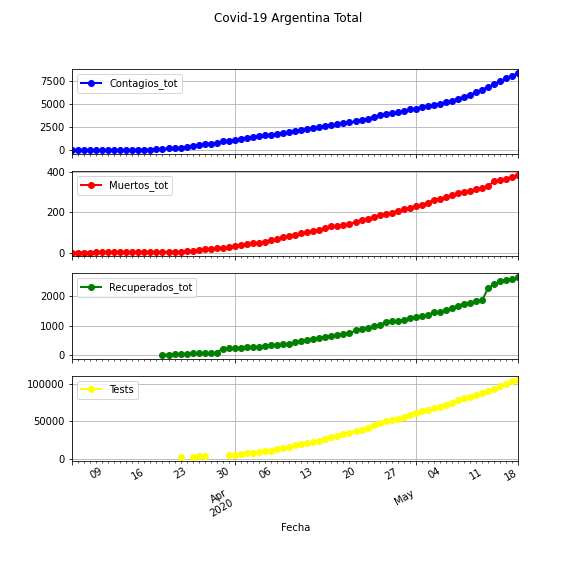 Covid-19 Argentina Total
Contagios_tot
7500
5000
2500
0
Muertos_tot
400
200
0
Recuperados_tot
2000
1000
0
Tests
100000
50000
0
09 16 23 30 06 13 20 27 04 11 18
Apr May
2020
Fecha